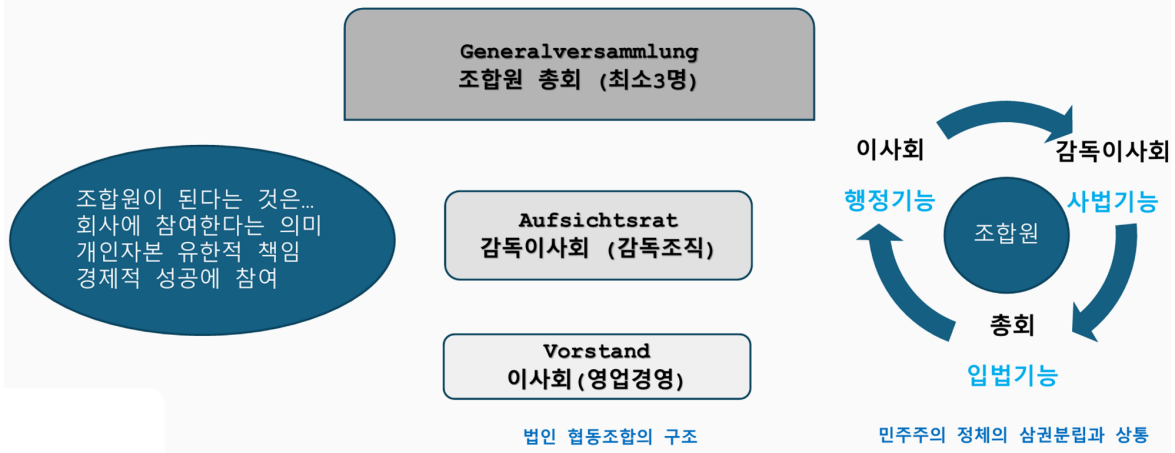 Generalversammlung
조합원 총회 (최소3명)
조합원이 된다는 것은…
회사에 참여한다는 의미
개인자본 유한적 책임
경제적 성공에 참여
Aufsichtsrat
감독이사회 (감독조직)
Vorstand
이사회(영업경영)
법인 협동조합의 구조
이사회
행정기능
감독이사회
사법기능
조합원
총회
입법기능
민주주의 정체의 삼권분립과 상통